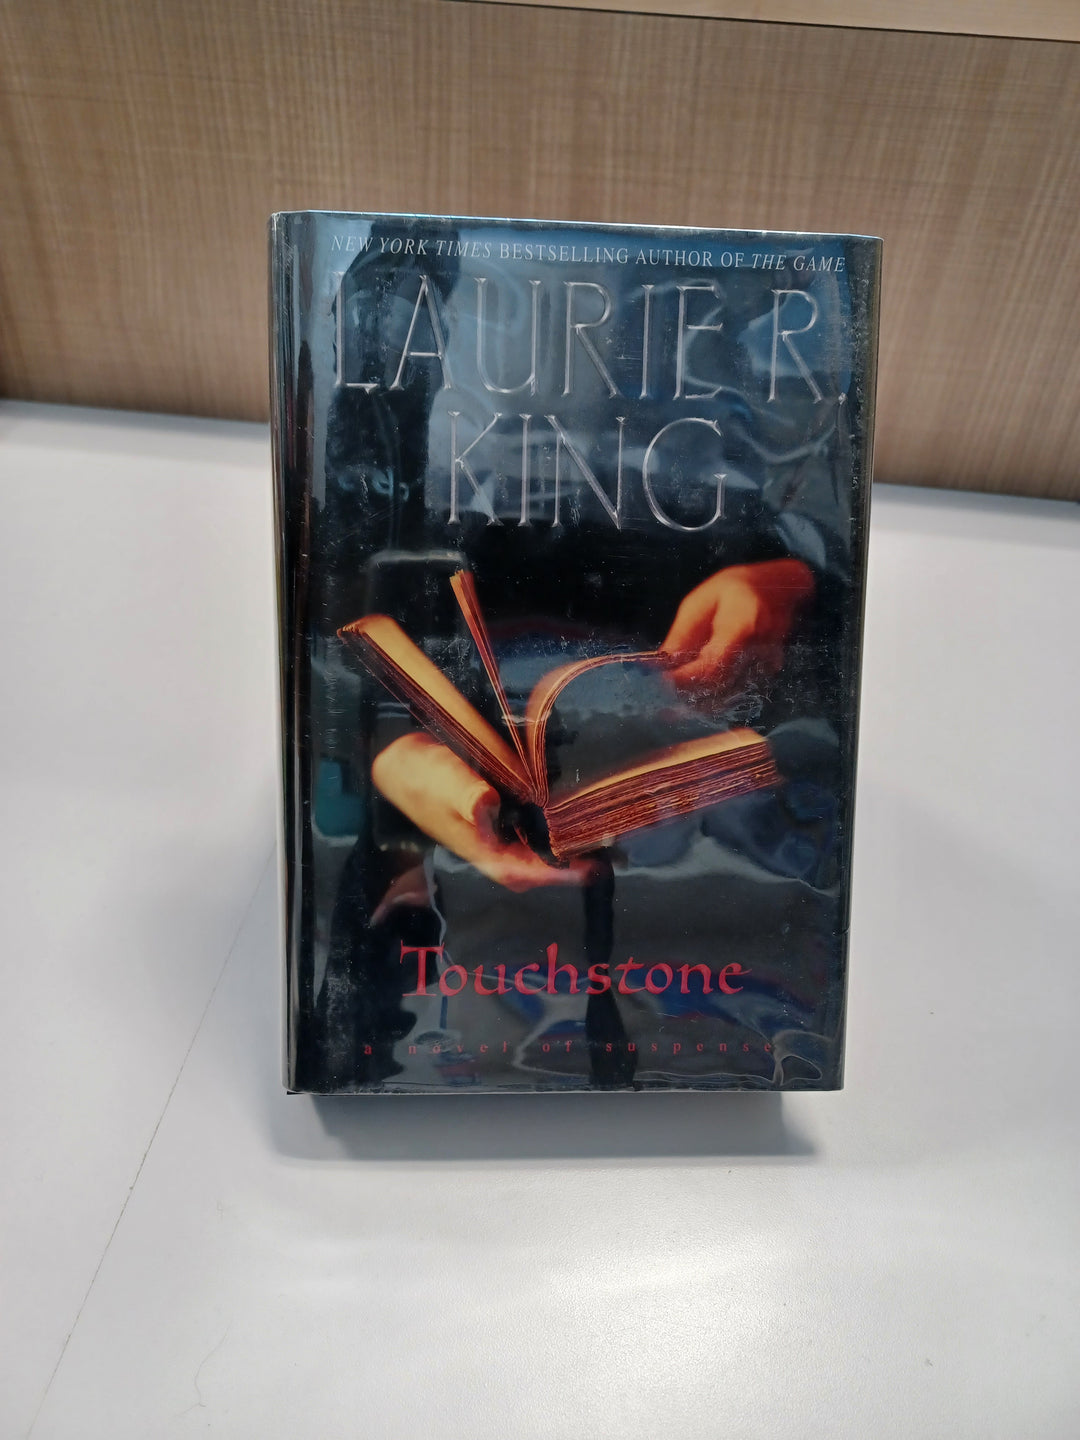 NEW YORK TIMES BESTSELLING AUTHOR OF THE GAME
LAURIE R.
KING
Touchstone
a novel of suspense